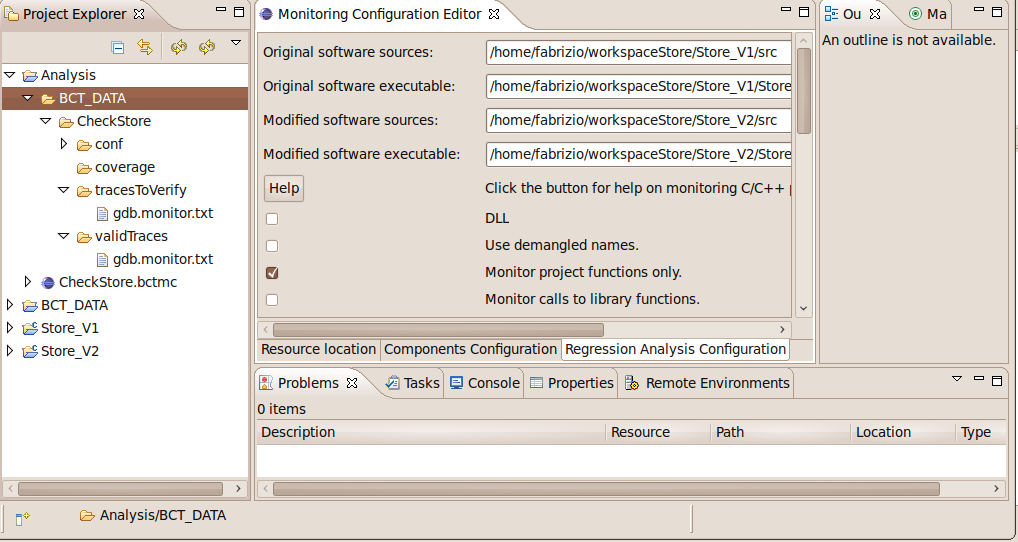 Project Explorer
Analysis
BCT_DATA
CheckStore
conf
coverage
tracesToVerify
gdb.monitor.txt
validTraces
gdb.monitor.txt
CheckStore.bctmc
BCT_DATA
Store_V1
Store_V2
Monitoring Configuration Editor
Original software sources: /home/fabrizio/workspaceStore/Store_V1/src
Original software executable: /home/fabrizio/workspaceStore/Store_V1/Store
Modified software sources: /home/fabrizio/workspaceStore/Store_V2/src
Modified software executable: /home/fabrizio/workspaceStore/Store_V2/Store
Help Click the button for help on monitoring C/C++
DLL
Use demangled names.
Monitor project functions only.
Monitor calls to library functions.
Resource location Components Configuration Regression Analysis Configuration
Ou Ma
An outline is not available.
Problems Tasks Console Properties Remote Environments
0 items
Description Resource Path Location Type
Analysis/BCT_DATA